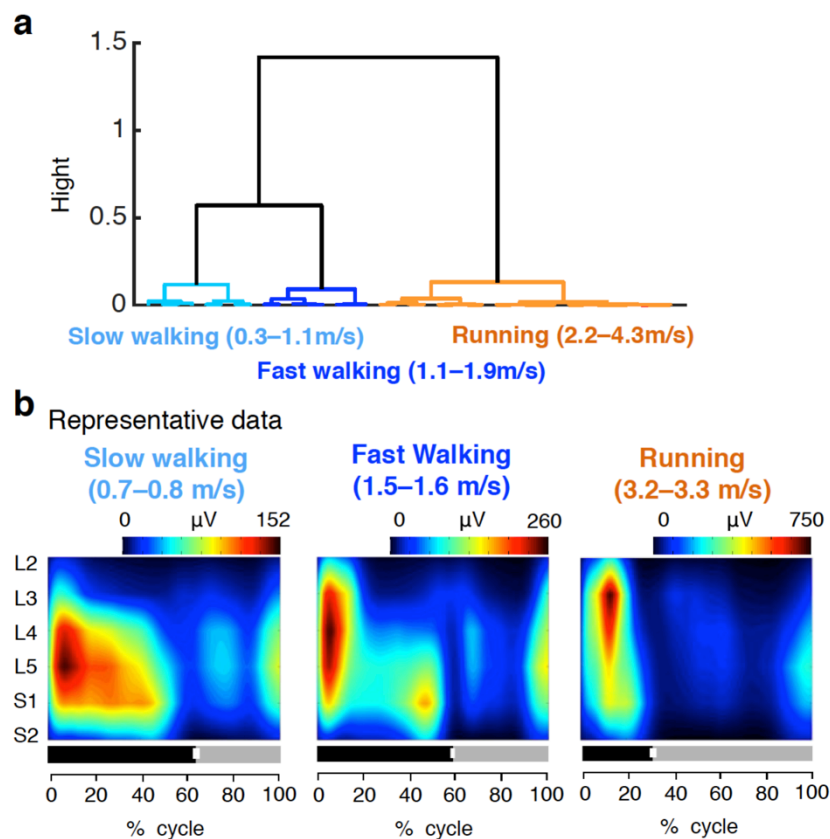 a
1.5
1
0.5
0
Hight
Slow walking (0.3–1.1m/s)
Running (2.2–4.3m/s)
Fast walking (1.1–1.9m/s)
b
Representative data
Slow walking
(0.7–0.8 m/s)
Fast Walking
(1.5–1.6 m/s)
Running
(3.2–3.3 m/s)
0 µV 152
0 µV 260
0 µV 750
L2
L3
L4
L5
S1
S2
0 20 60 80 100
0 20 60 80 100
0 20 60 80 100
% cycle
% cycle
% cycle